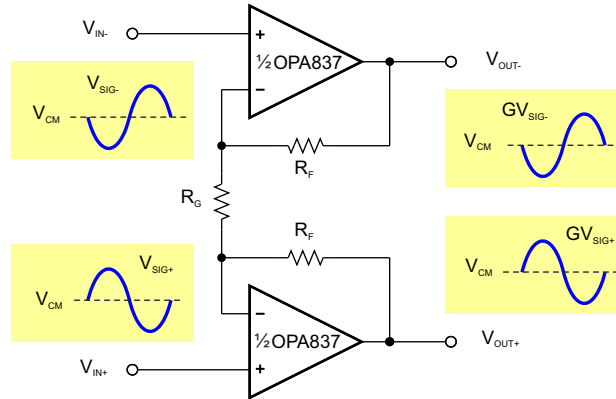 VIN-
+
½OPA837
−
VOUT-
VSIG-
VCM
GVSIG-
VCM
RF
RG
RF
VSIG+
VCM
GVSIG+
VCM
−
½OPA837
+
VOUT+
VIN+